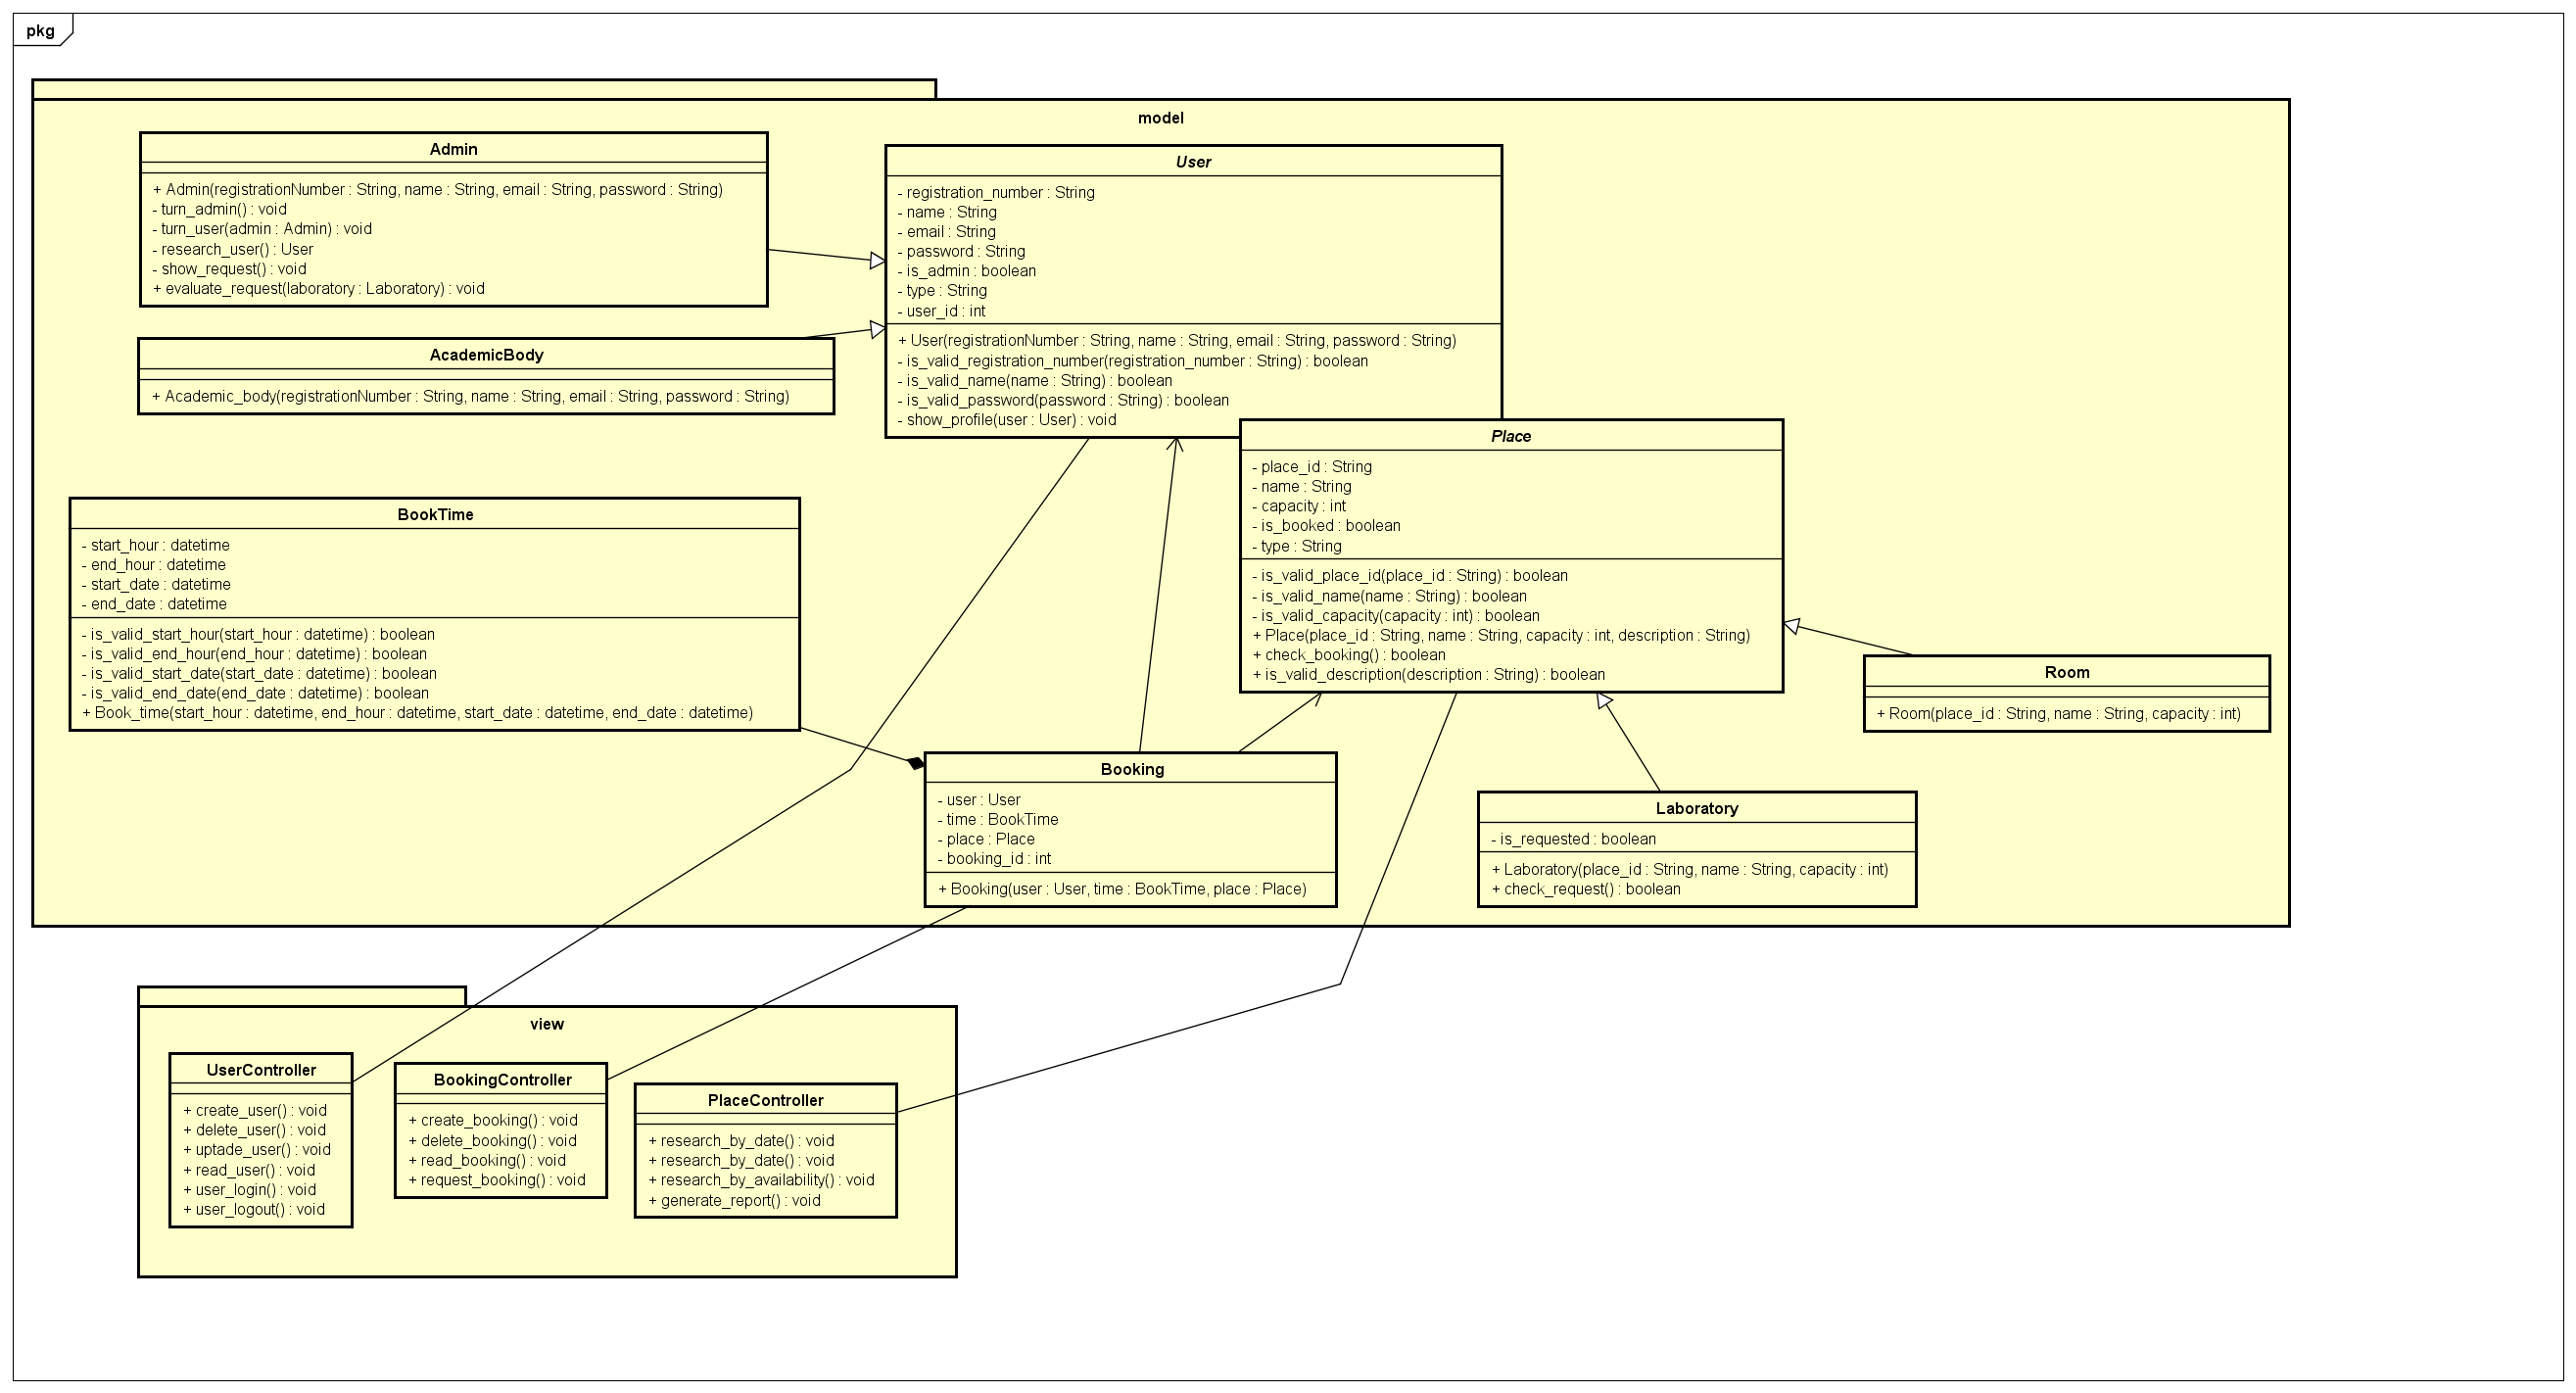 pkg
model
Admin
+ Admin(registrationNumber : String, name : String, email : String, password : String)
- turn_admin() : void
- turn_user(admin : Admin) : void
- research_user() : User
- show_request() : void
+ evaluate_request(laboratory : Laboratory) : void
User
- registration_number : String
- name : String
- email : String
- password : String
- is_admin : boolean
- type : String
- user_id : int
+ User(registrationNumber : String, name : String, email : String, password : String)
- is_valid_registration_number(registration_number : String) : boolean
- is_valid_name(name : String) : boolean
- is_valid_password(password : String) : boolean
- show_profile(user : User) : void
AcademicBody
+ Academic_body(registrationNumber : String, name : String, email : String, password : String)
Place
- place_id : String
- name : String
- capacity : int
- is_booked : boolean
- type : String
- is_valid_place_id(place_id : String) : boolean
- is_valid_name(name : String) : boolean
- is_valid_capacity(capacity : int) : boolean
+ Place(place_id : String, name : String, capacity : int, description : String)
+ check_booking() : boolean
+ is_valid_description(description : String) : boolean
BookTime
- start_hour : datetime
- end_hour : datetime
- start_date : datetime
- end_date : datetime
- is_valid_start_hour(start_hour : datetime) : boolean
- is_valid_end_hour(end_hour : datetime) : boolean
- is_valid_start_date(start_date : datetime) : boolean
- is_valid_end_date(end_date : datetime) : boolean
+ Book_time(start_hour : datetime, end_hour : datetime, start_date : datetime, end_date : datetime)
Room
+ Room(place_id : String, name : String, capacity : int)
Booking
- user : User
- time : BookTime
- place : Place
- booking_id : int
+ Booking(user : User, time : BookTime, place : Place)
Laboratory
- is_requested : boolean
+ Laboratory(place_id : String, name : String, capacity : int)
+ check_request() : boolean
view
UserController
+ create_user() : void
+ delete_user() : void
+ uptade_user() : void
+ read_user() : void
+ user_login() : void
+ user_logout() : void
BookingController
+ create_booking() : void
+ delete_booking() : void
+ read_booking() : void
+ request_booking() : void
PlaceController
+ research_by_date() : void
+ research_by_date() : void
+ research_by_availability() : void
+ generate_report() : void